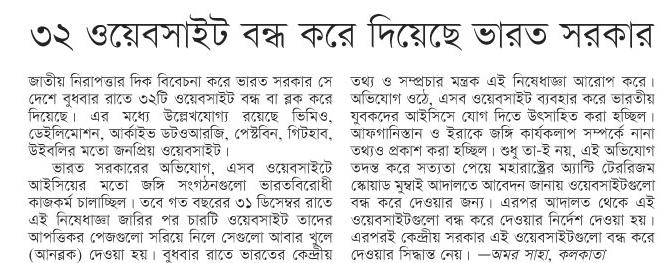 ৩২ ওয়েবসাইট বন্ধ করে দিয়েছে ভারত সরকার
জাতীয় নিরাপত্তার দিক বিবেচনা করে ভারত সরকার সে
দেশে বুধবার রাতে ৩২টি ওয়েবসাইট বন্ধ বা ব্লক করে
দিয়েছে। এর মধ্যে উল্লেখযোগ্য রয়েছে ভিমিও,
ডেইলিমোশন, আর্কাইভ ডটওআরজি, পেস্টবিন, গিটহাব,
উইবলির মতো জনপ্রিয় ওয়েবসাইট।
ভারত সরকারের অভিযোগ, এসব ওয়েবসাইটে
আইসিয়ের মতো জঙ্গি সংগঠনগুলো ভারতবিরোধী
কাজকর্ম চালাচ্ছিল। তবে গত বছরের ৩১ ডিসেম্বর রাতে
এই নিষেধাজ্ঞা জারির পর চারটি ওয়েবসাইট তাদের
আপত্তিকর পেজগুলো সরিয়ে নিলে সেগুলো আবার খুলে
(আনব্লক) দেওয়া হয়। বুধবার রাতে ভারতের কেন্দ্রীয়
তথ্য ও সম্প্রচার মন্ত্রক এই নিষেধাজ্ঞা আরোপ করে।
অভিযোগ ওঠে, এসব ওয়েবসাইট ব্যবহার করে ভারতীয়
যুবকদের আইসিসে যোগ দিতে উৎসাহিত করা হচ্ছিল।
আফগানিস্তান ও ইরাকে জঙ্গি কার্যকলাপ সম্পর্কে নানা
তথ্যও প্রকাশ করা হচ্ছিল। শুধু তা-ই নয়, এই অভিযোগ
তদন্ত করে সত্যতা পেয়ে মহারাষ্ট্রের অ্যান্টি টেররিজম
স্কোয়াড মুম্বাই আদালতে আবেদন জানায় ওয়েবসাইটগুলো
বন্ধ করে দেওয়ার জন্য। এরপর আদালত থেকে এই
ওয়েবসাইটগুলো বন্ধ করে দেওয়ার নির্দেশ দেওয়া হয়।
এরপরই কেন্দ্রীয় সরকার এই ওয়েবসাইটগুলো বন্ধ করে
দেওয়ার সিদ্ধান্ত নেয়। —অমর সাহা, কলকাতা